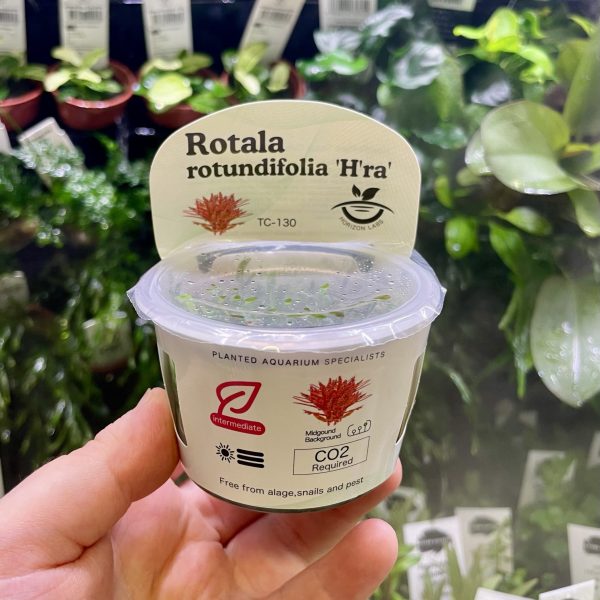 Rotala
rotundifolia 'H'ra'
TC-130
HORIZON LABS
PLANTED AQUARIUM SPECIALISTS
Intermediate
Midgound
Background
CO2
Required
Free from alage,snails and pest